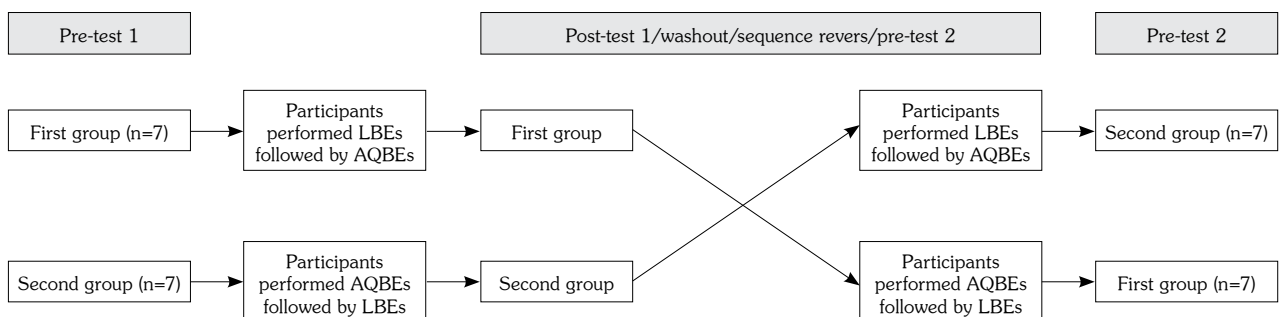 Pre-test 1
Post-test 1/washout/sequence revers/pre-test 2
Pre-test 2
First group (n=7)
Participants
performed LBEs
followed by AQBEs
First group
Participants
performed LBEs
followed by AQBEs
Second group (n=7)
Second group (n=7)
Participants
performed AQBEs
followed by LBEs
Second group
Participants
performed AQBEs
followed by LBEs
First group (n=7)